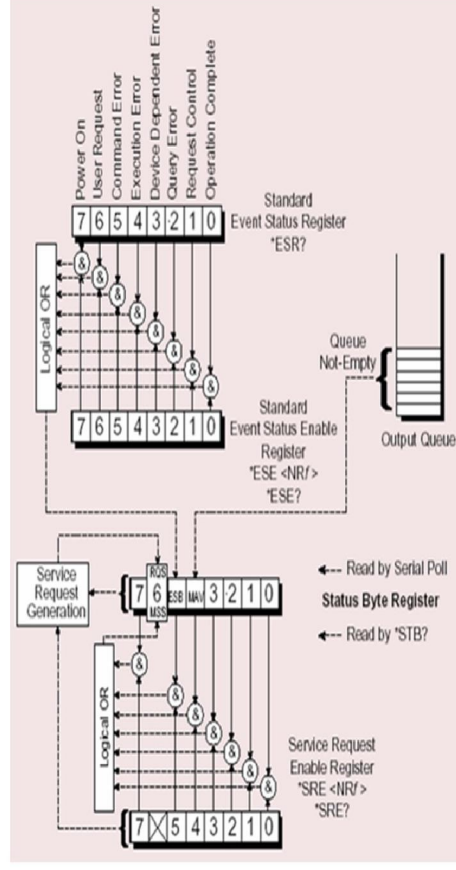 Power On
User Request
Command Error
Execution Error
Device Dependent Error
Query Error
Request Control
Operation Complete
7 6 5 4 3 2 1 0
Standard
Event Status Register
*ESR?
Logical OR
& & & & & & & &
Queue
Not-Empty
Output Queue
7 6 5 4 3 2 1 0
Standard
Event Status Enable
Register
*ESE <NRf>
*ESE?
Service
Request
Generation
RQS
7 6 ESB MAV 3 2 1 0
MSS
Read by Serial Poll
Status Byte Register
Read by *STB?
Logical OR
& & & & & & &
Service Request
Enable Register
*SRE <NRf>
*SRE?
7 5 4 3 2 1 0